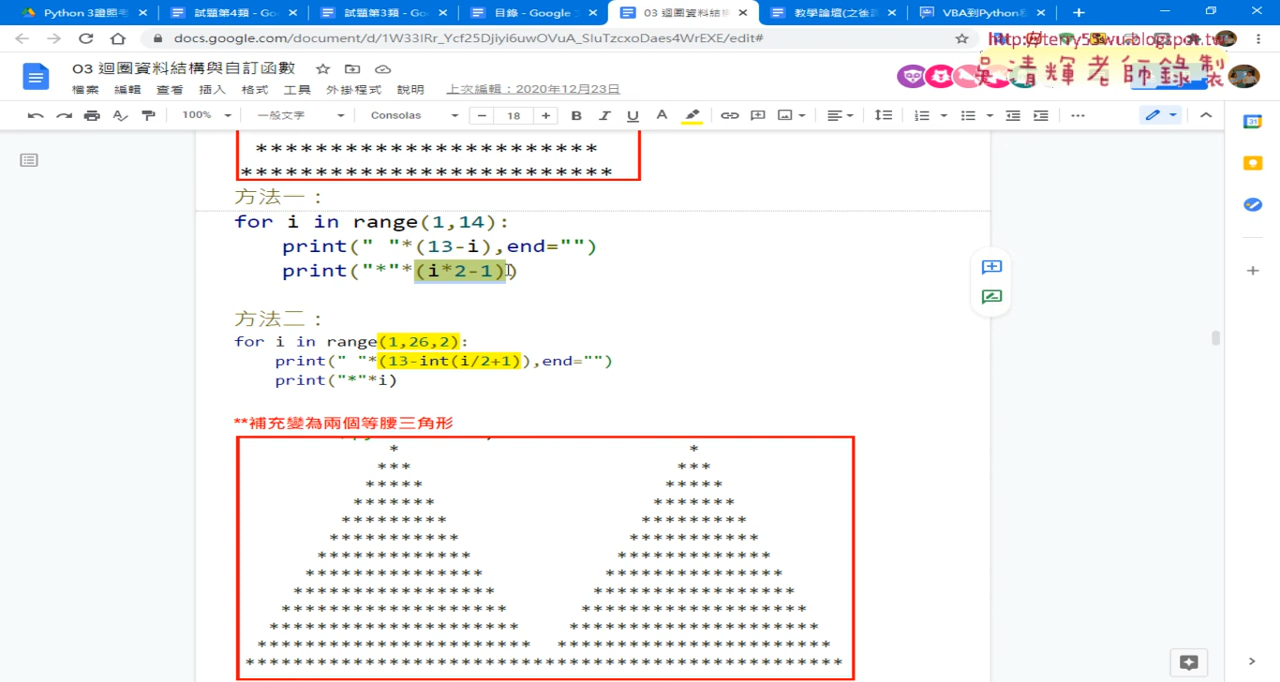 Python 3證照
試題第4類 - Goo
試題第3類 - Goo
目錄 - Google
03 迴圈資料結構
教學論壇(之後
VBA到Python
docs.google.com/document/d/1W33IRr_Ycf25Djiyi6uwOVuA_SIuTzcxoDaes4WrEXE/edit#
http://terry55wu.blogspot.tw
吳清輝老師錄製
03 迴圈資料結構與自訂函數
檔案 編輯 查看 插入 格式 工具 外掛程式 說明 上次編輯：2020年12月23日
100% 一般文字 Consolas - 18 + B I U A
***********************
*************************
方法一：
for i in range(1,14):
print(" "*(13-i),end="")
print("*"*(i*2-1))
方法二：
for i in range(1,26,2):
print(" "*(13-int(i/2+1)),end="")
print("*"*i)
**補充變為兩個等腰三角形
* *
*** ***
***** *****
******* *******
********* *********
*********** ***********
************* *************
*************** ***************
***************** *****************
******************* *******************
********************* *********************
*********************** ***********************
**************************************************